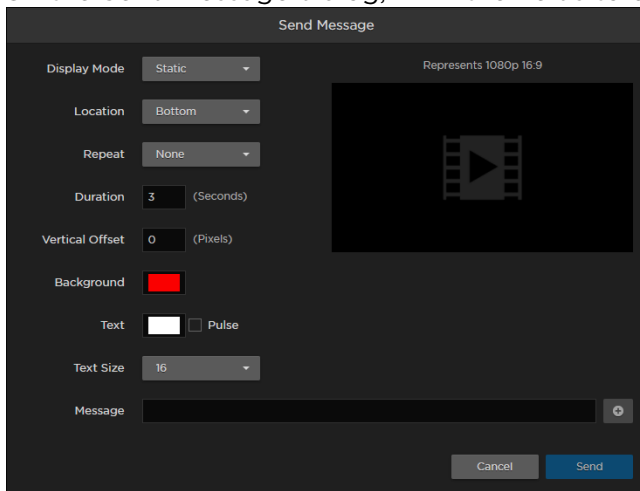 Send Message
Display Mode Static
Represents 1080p 16:9
Location Bottom
Repeat None
Duration 3 (Seconds)
Vertical Offset 0 (Pixels)
Background
Text Pulse
Text Size 16
Message
Cancel Send